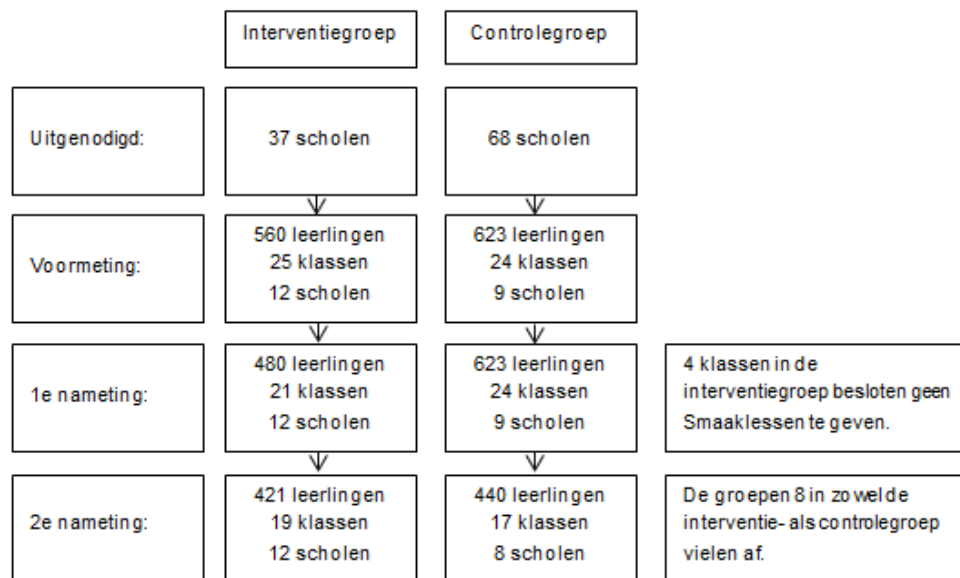 Interventiegroep
Controlegroep
Uitgenodigd:
37 scholen
68 scholen
Voormeting:
560 leerlingen
25 klassen
12 scholen
623 leerlingen
24 klassen
9 scholen
1e nameting:
480 leerlingen
21 klassen
12 scholen
623 leerlingen
24 klassen
9 scholen
4 klassen in de
interventiegroep besloten geen
Smaaklessen te geven.
2e nameting:
421 leerlingen
19 klassen
12 scholen
440 leerlingen
17 klassen
8 scholen
De groepen 8 in zowel de
interventie- als controlegroep
vielen af.